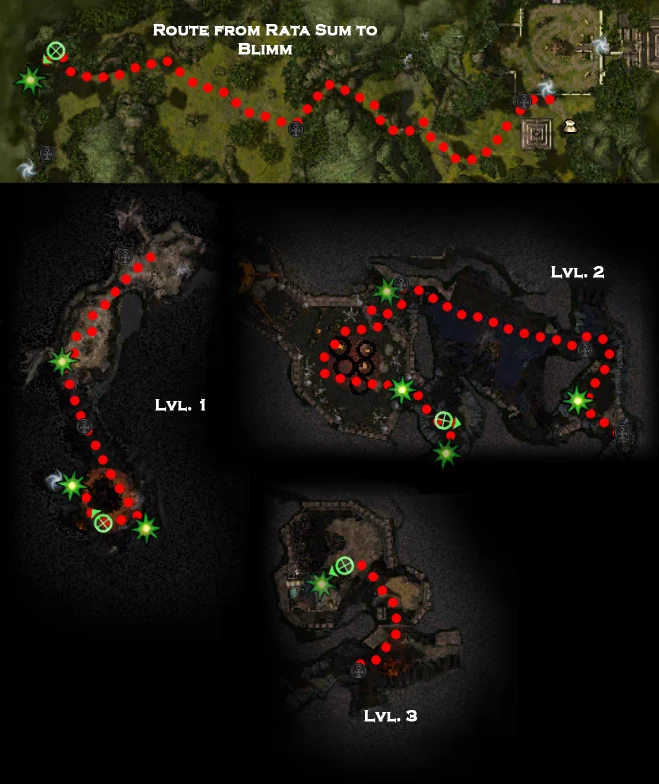 Route from Rata Sum to
Blimm
Lvl. 2
Lvl. 1
Lvl. 3